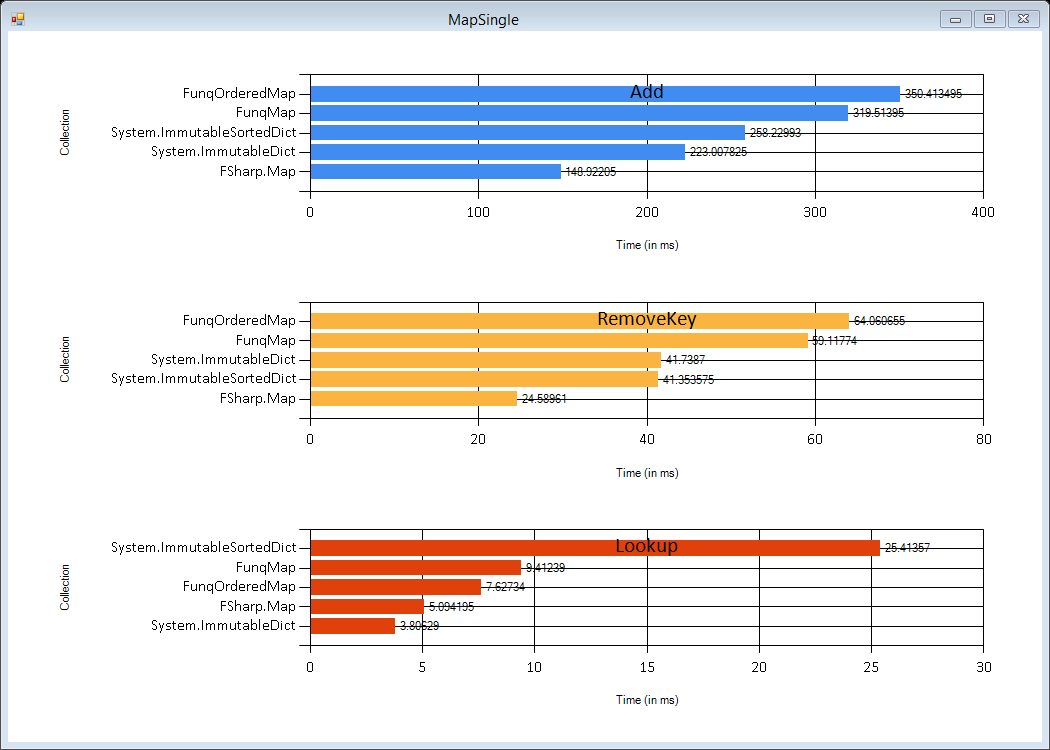 MapSingle
Add
Collection
FunqOrderedMap 350.413495
FunqMap 319.51395
System.ImmutableSortedDict 258.22993
System.ImmutableDict 223.007825
FSharp.Map 148.92205
0 100 200 300 400
Time (in ms)
RemoveKey
Collection
FunqOrderedMap 64.060655
FunqMap 59.11774
System.ImmutableDict 41.7387
System.ImmutableSortedDict 41.353575
FSharp.Map 24.58961
0 20 40 60 80
Time (in ms)
Lookup
Collection
System.ImmutableSortedDict 25.41357
FunqMap 9.41239
FunqOrderedMap 7.62734
FSharp.Map 5.094195
System.ImmutableDict 3.80629
0 5 10 15 20 25 30
Time (in ms)